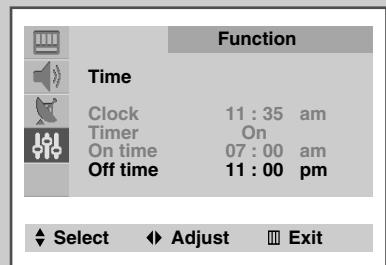 Function
Time
Clock 11 : 35 am
Timer On
On time 07 : 00 am
Off time 11 : 00 pm
Select Adjust Exit